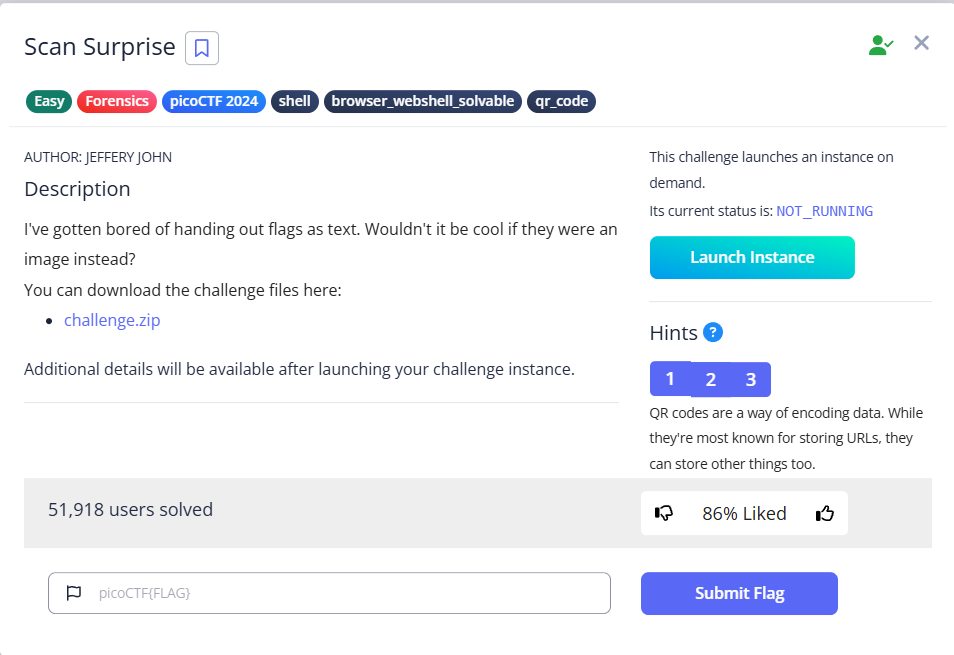 Scan Surprise
Easy Forensics picoCTF 2024 shell browser_webshell_solvable qr_code
AUTHOR: JEFFERY JOHN
Description
I've gotten bored of handing out flags as text. Wouldn't it be cool if they were an
image instead?
You can download the challenge files here:
• challenge.zip
Additional details will be available after launching your challenge instance.
This challenge launches an instance on
demand.
Its current status is: NOT_RUNNING
Launch Instance
Hints ?
1 2 3
QR codes are a way of encoding data. While
they're most known for storing URLs, they
can store other things too.
51,918 users solved
86% Liked
picoCTF{FLAG}
Submit Flag